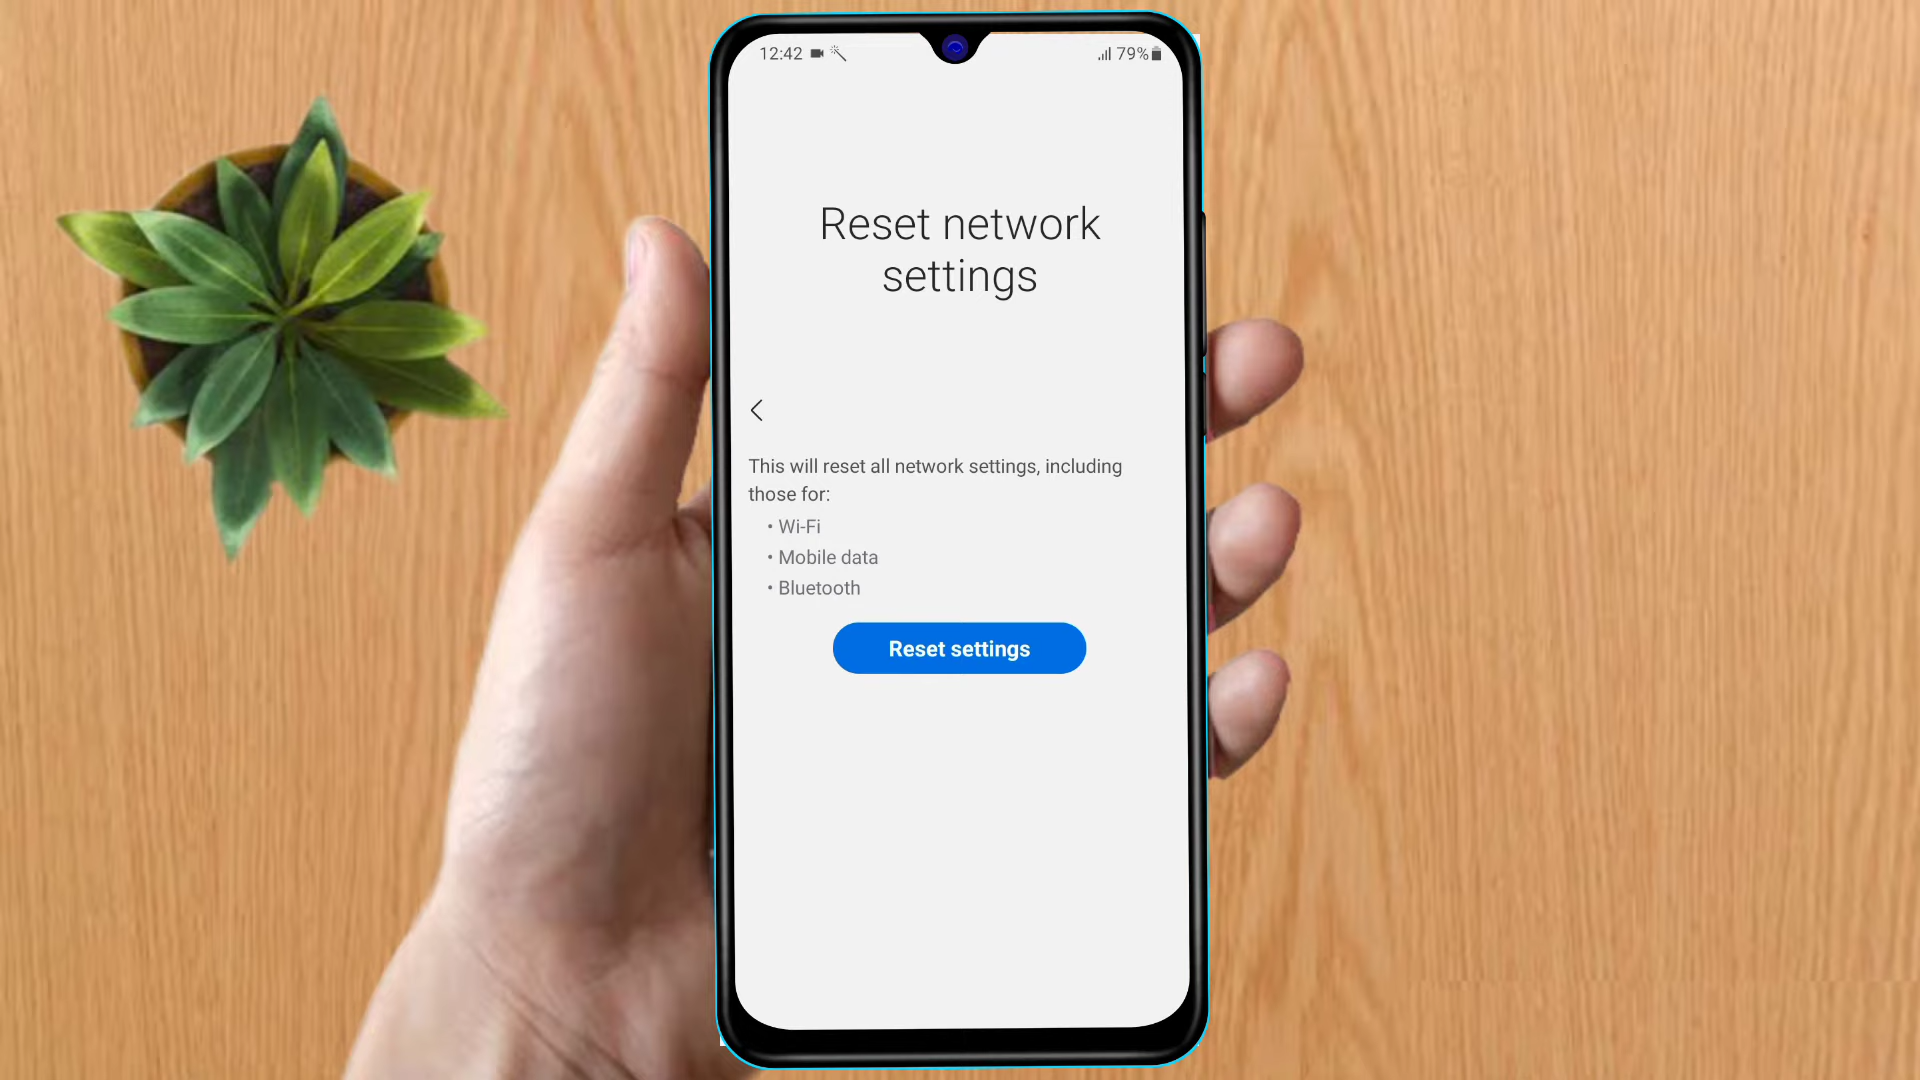 12:42 79%
Reset network
settings
This will reset all network settings, including
those for:
• Wi-Fi
• Mobile data
• Bluetooth
Reset settings